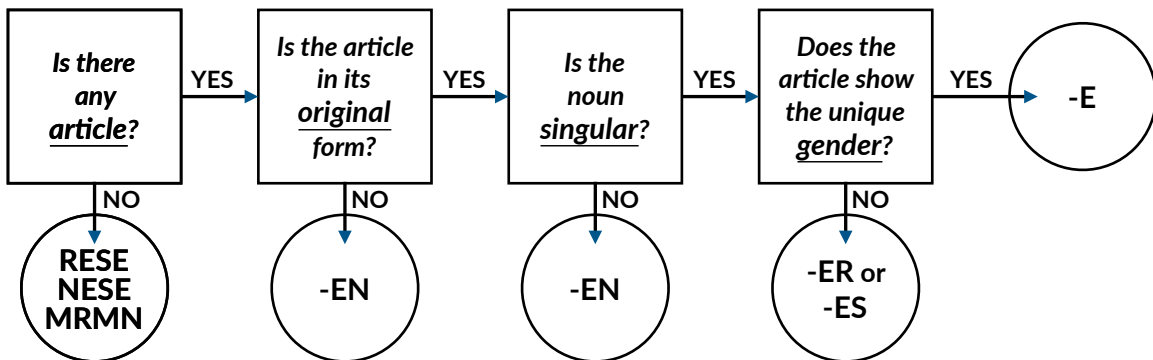 Is there
any
article?
YES
Is the article
in its
original
form?
YES
Is the
noun
singular?
YES
Does the
article show
the unique
gender?
YES
-E
NO
RESE
NESE
MRMN
NO
-EN
NO
-EN
NO
-ER or
-ES